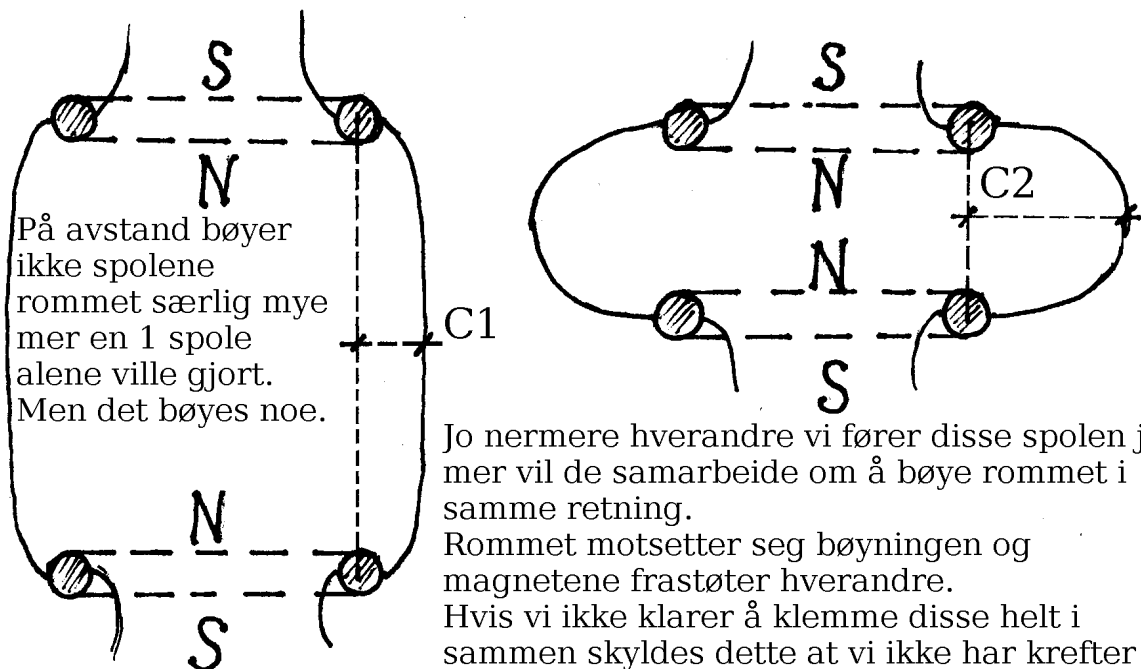 S
N
På avstand bøyer
ikke spolene
rommet særlig mye
mer en 1 spole
alene ville gjort.
Men det bøyes noe.
C1
N
S
S
N
C2
N
S
Jo nermere hverandre vi fører disse spolen j
mer vil de samarbeide om å bøye rommet i
samme retning.
Rommet motsetter seg bøyningen og
magnetene frastøter hverandre.
Hvis vi ikke klarer å klemme disse helt i
sammen skyldes dette at vi ikke har krefter